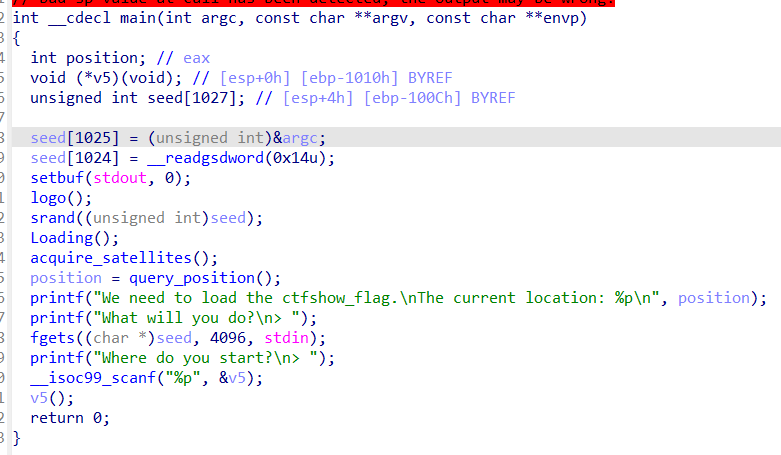 // bad sp value at call has been detected, the output may be wrong!
2 int __cdecl main(int argc, const char **argv, const char **envp)
3 {
4   int position; // eax
5   void (*v5)(void); // [esp+0h] [ebp-1010h] BYREF
6   unsigned int seed[1027]; // [esp+4h] [ebp-100Ch] BYREF
7
8   seed[1025] = (unsigned int)&argc;
9   seed[1024] = __readgsdword(0x14u);
0   setbuf(stdout, 0);
1   logo();
2   srand((unsigned int)seed);
3   Loading();
4   acquire_satellites();
5   position = query_position();
6   printf("We need to load the ctfshow_flag.\nThe current location: %p\n", position);
7   printf("What will you do?\n> ");
8   fgets((char *)seed, 4096, stdin);
9   printf("Where do you start?\n> ");
0   __isoc99_scanf("%p", &v5);
1   v5();
2   return 0;
3 }